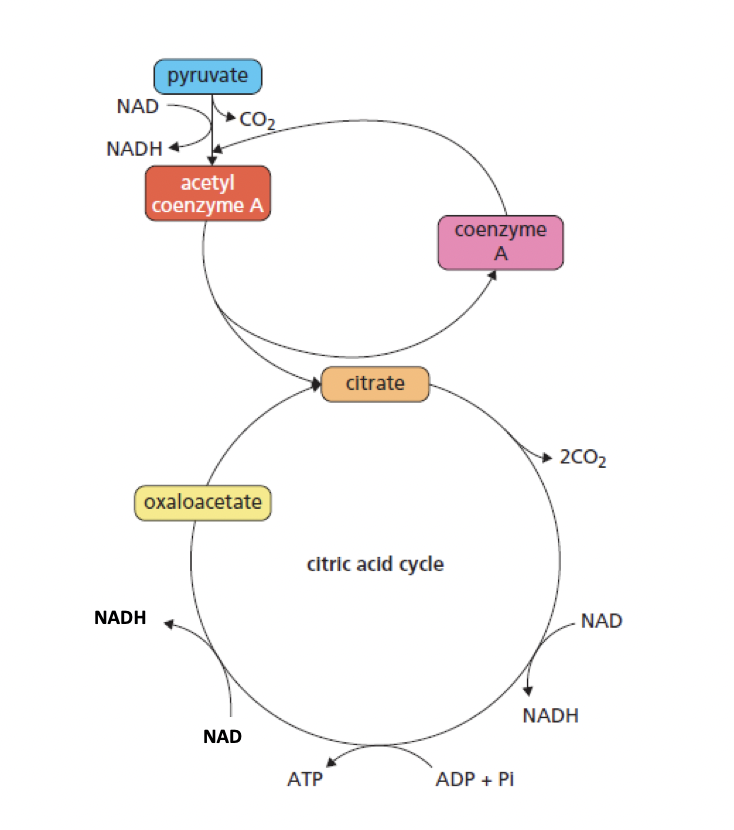 pyruvate
NAD
CO₂
NADH
acetyl
coenzyme A
coenzyme
A
citrate
2CO₂
oxaloacetate
citric acid cycle
NADH
NAD
NADH
NAD
ATP
ADP + Pi